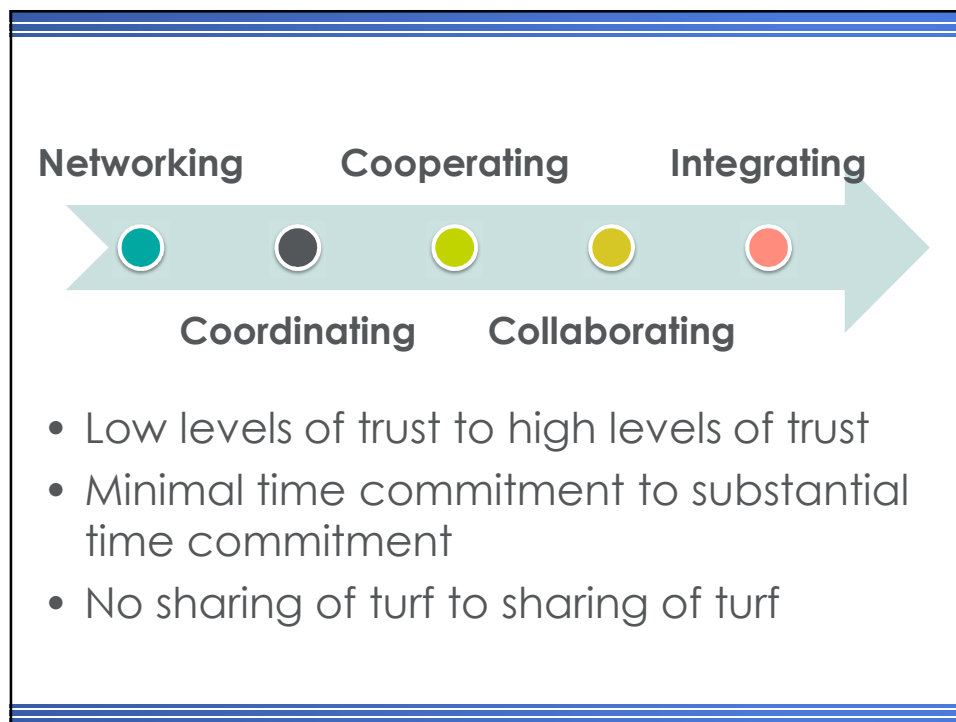 Networking Cooperating Integrating
Coordinating Collaborating
• Low levels of trust to high levels of trust
• Minimal time commitment to substantial
time commitment
• No sharing of turf to sharing of turf